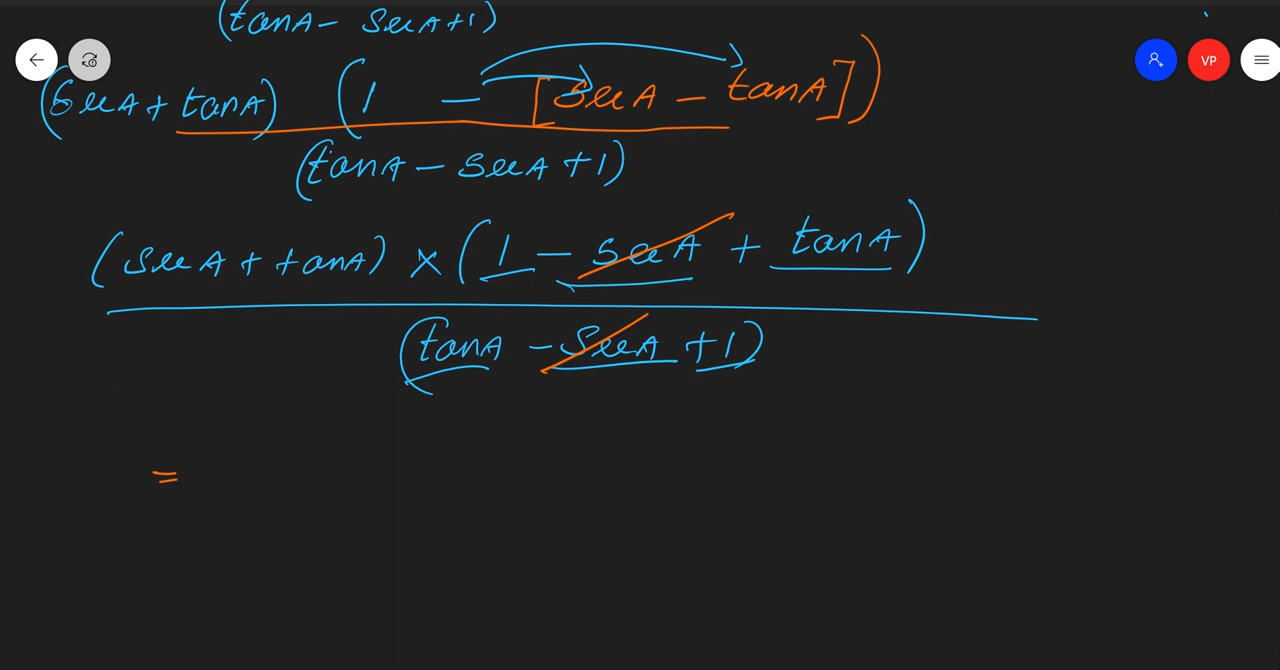 (tanA - secA+1)
VP
(secA + tanA) (1 - [secA - tanA])
(tanA - secA +1)
(secA + tanA) × (1 - secA + tanA)
(tanA - secA +1)
=